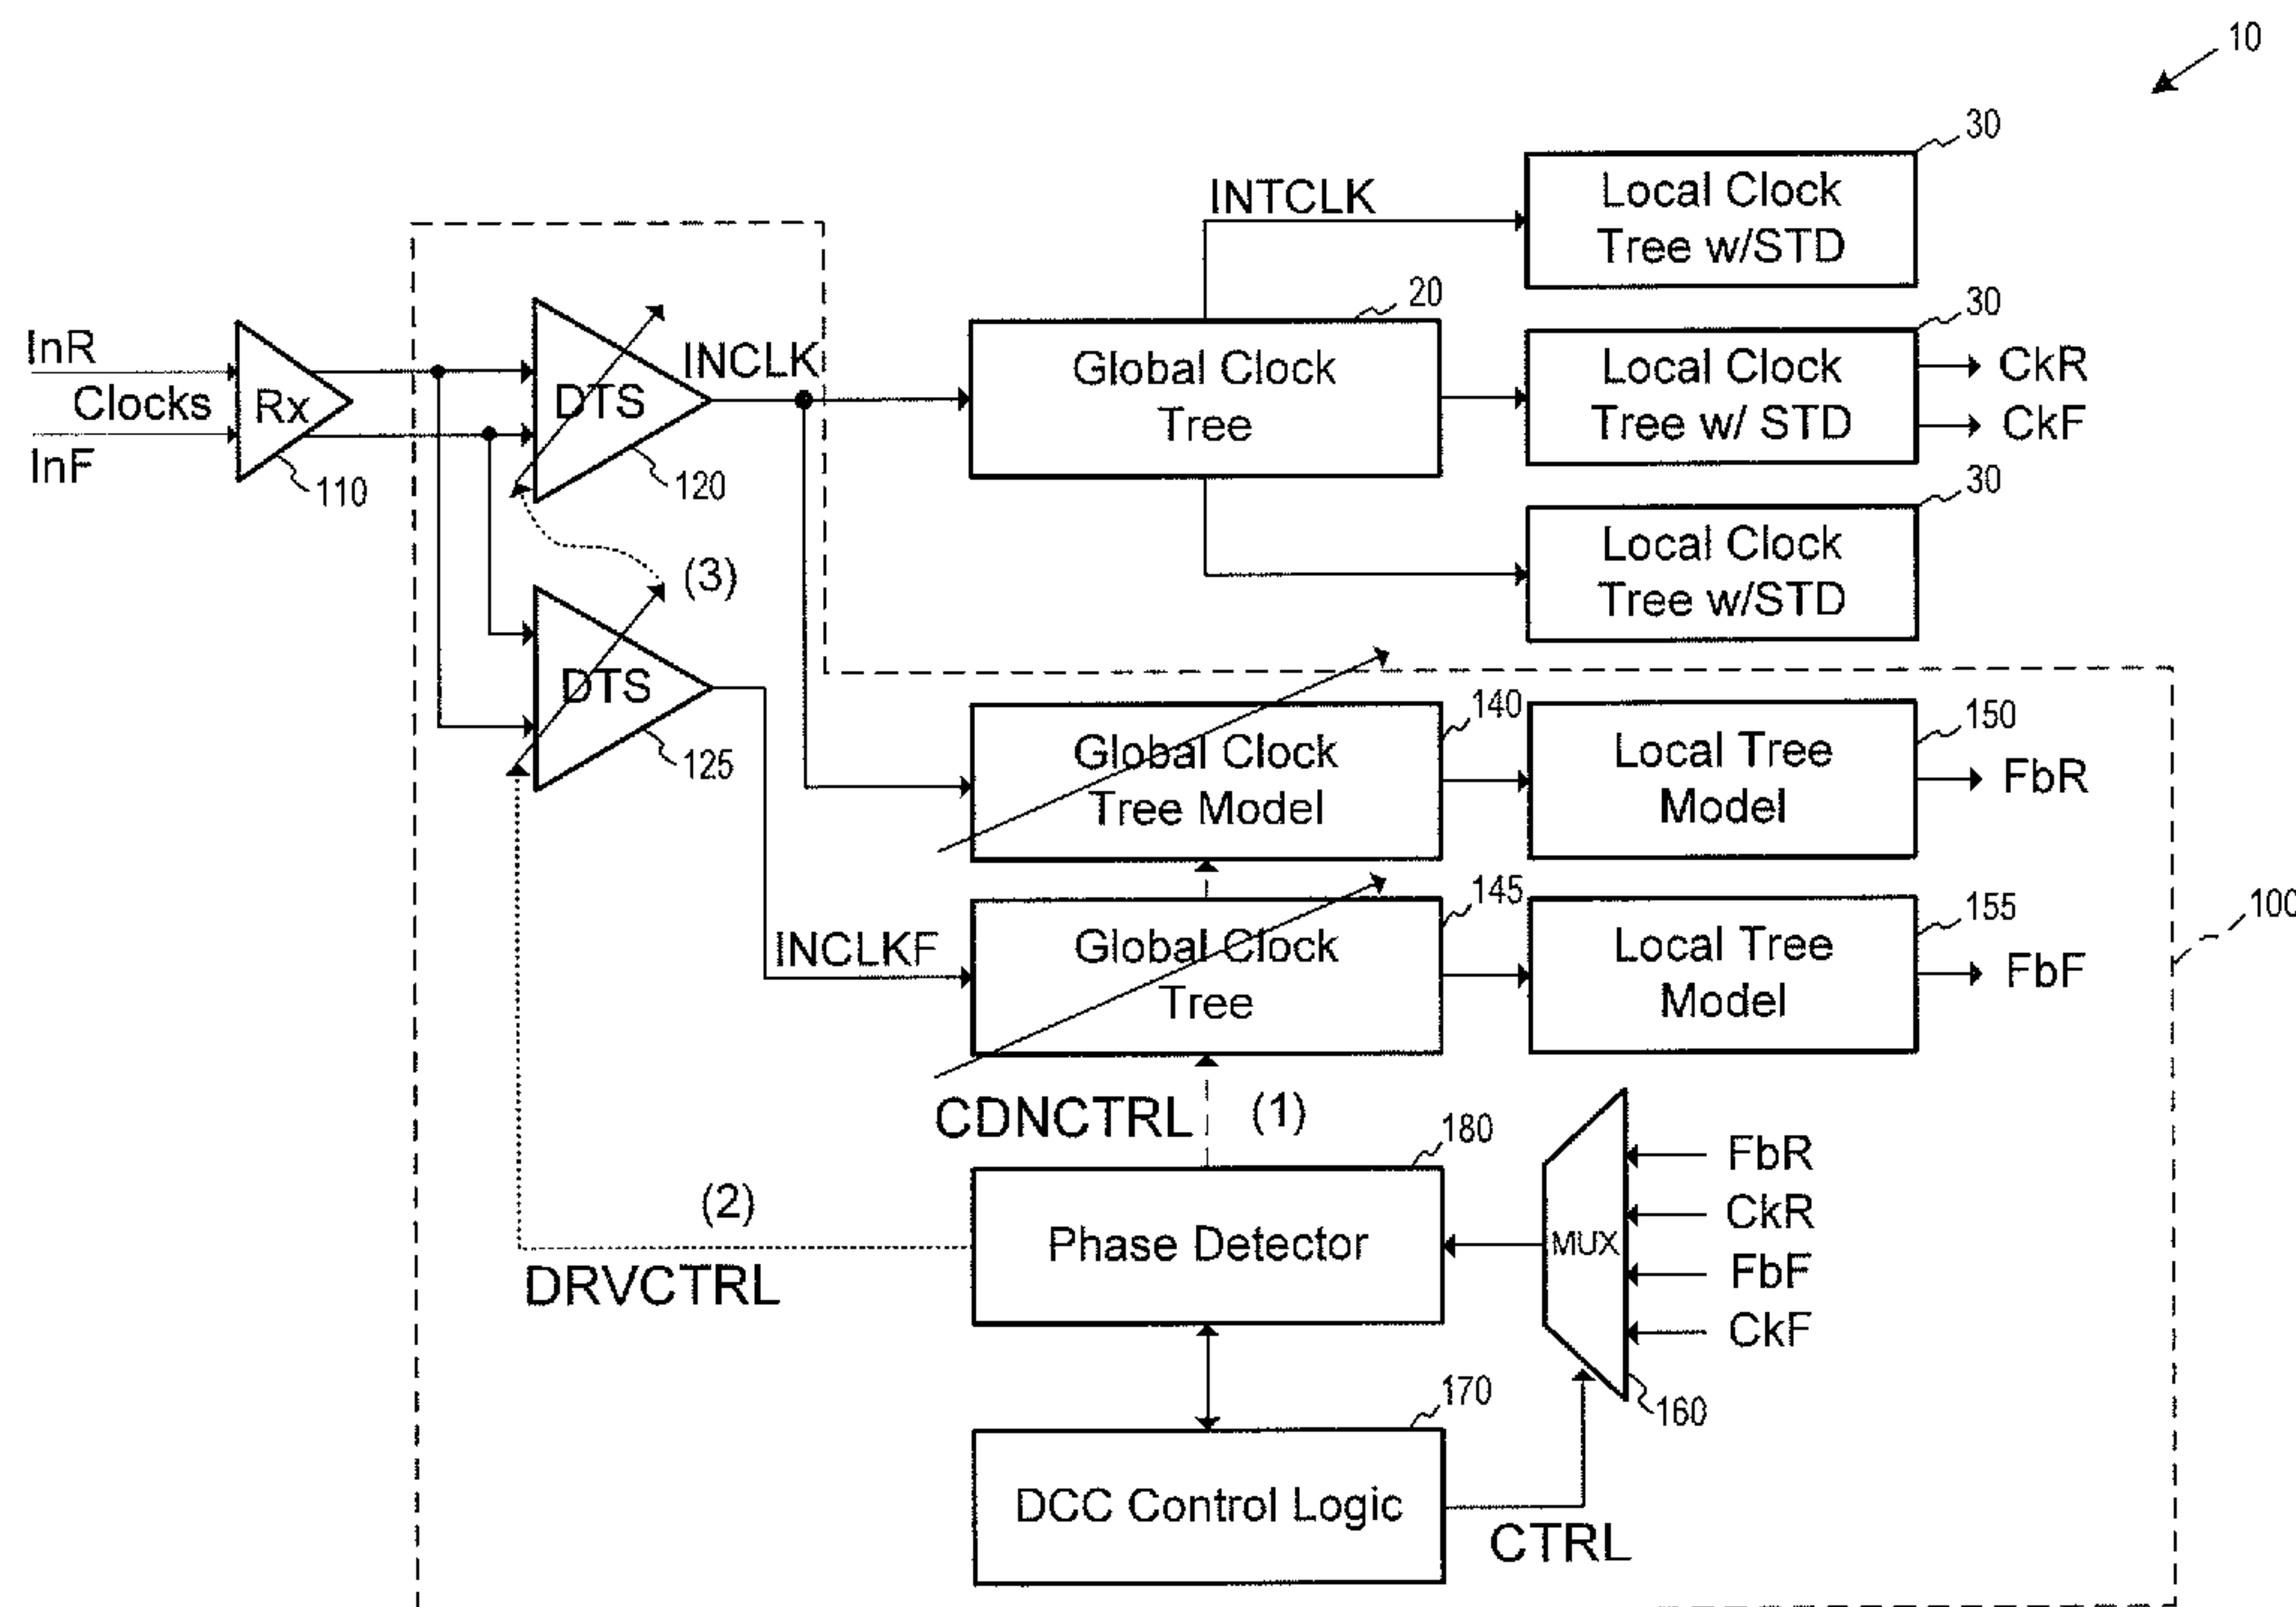 10
30
INTCLK
Local Clock
Tree w/STD
20
30
InR
Clocks
InF
Rx
110
DTS
120
INCLK
Global Clock
Tree
Local Clock
Tree w/ STD
CkR
CkF
30
Local Clock
Tree w/STD
(3)
DTS
125
140
Global Clock
Tree Model
150
Local Tree
Model
FbR
INCLKF
145
Global Clock
Tree
155
Local Tree
Model
FbF
100
CDNCTRL
(1)
180
(2)
DRVCTRL
Phase Detector
MUX
FbR
CkR
FbF
CkF
160
170
DCC Control Logic
CTRL